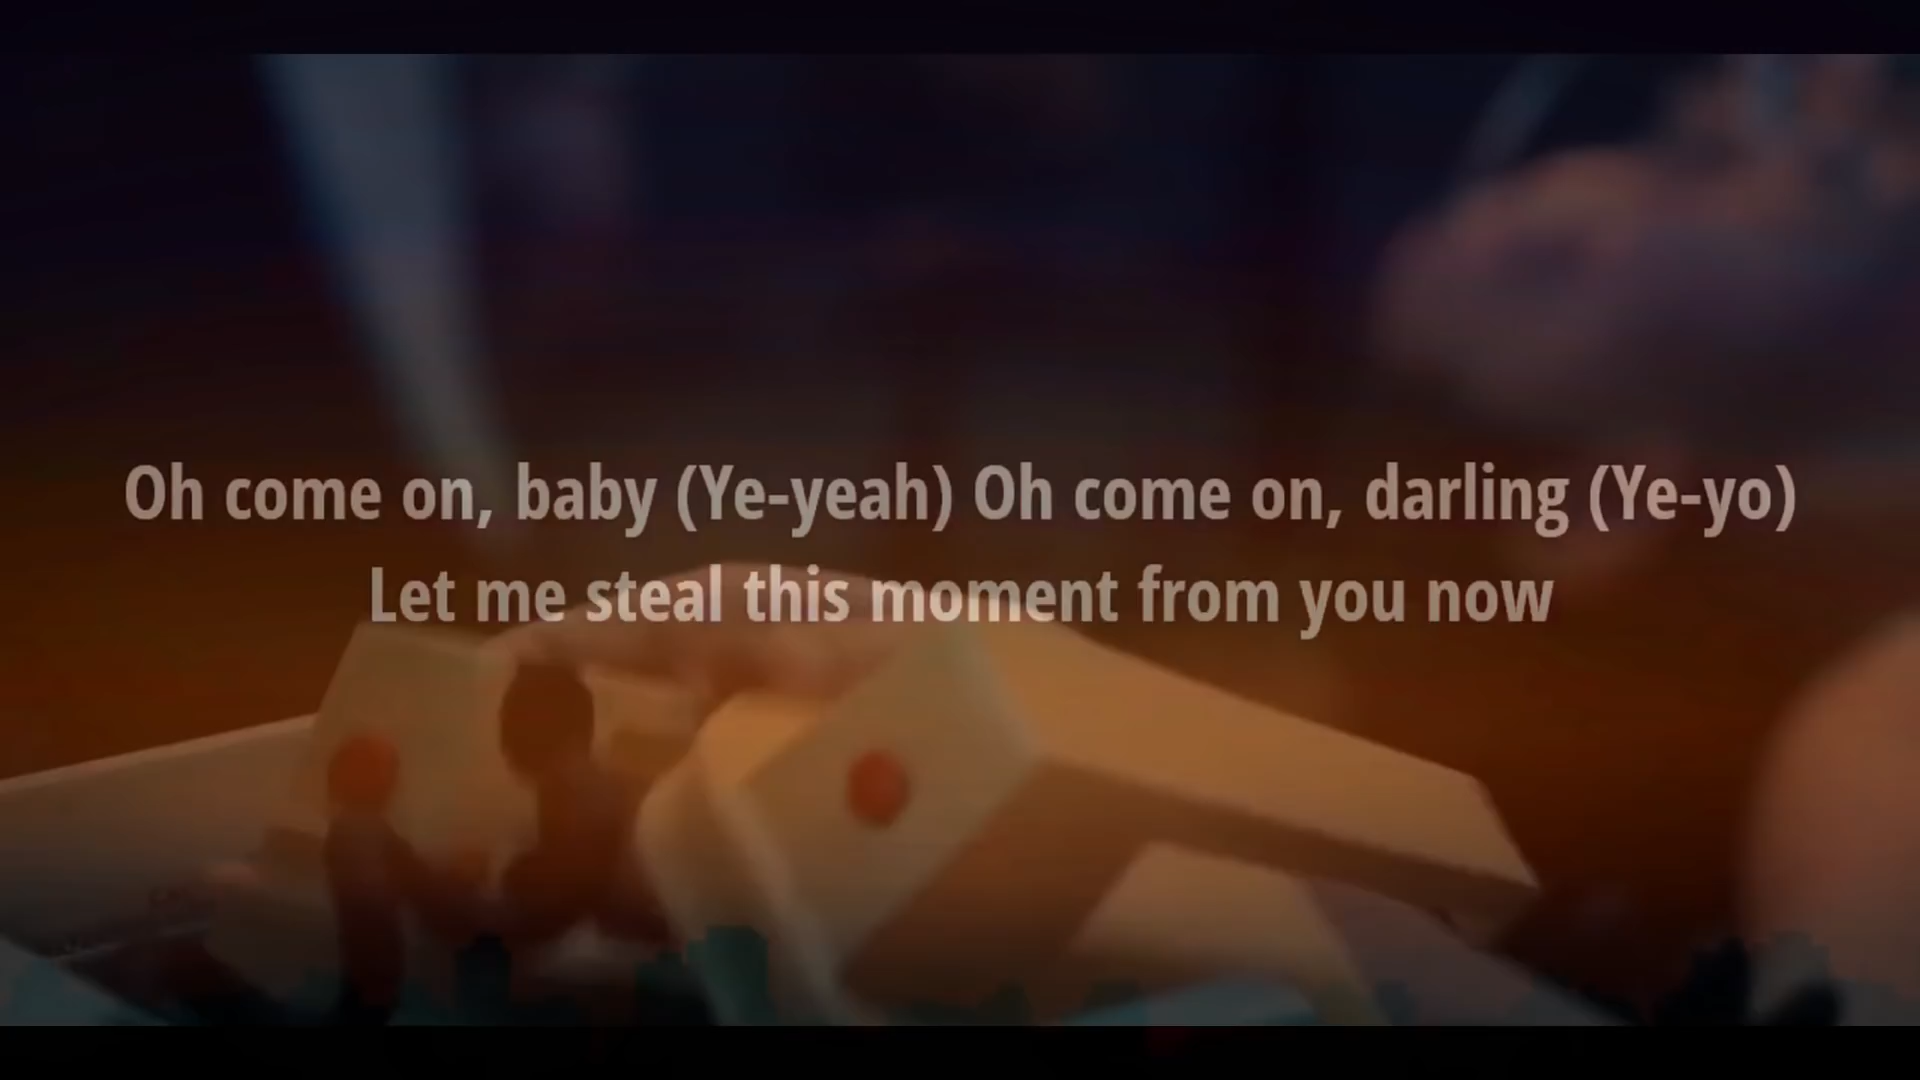 Oh come on, baby (Ye-yeah) Oh come on, darling (Ye-yo)
Let me steal this moment from you now